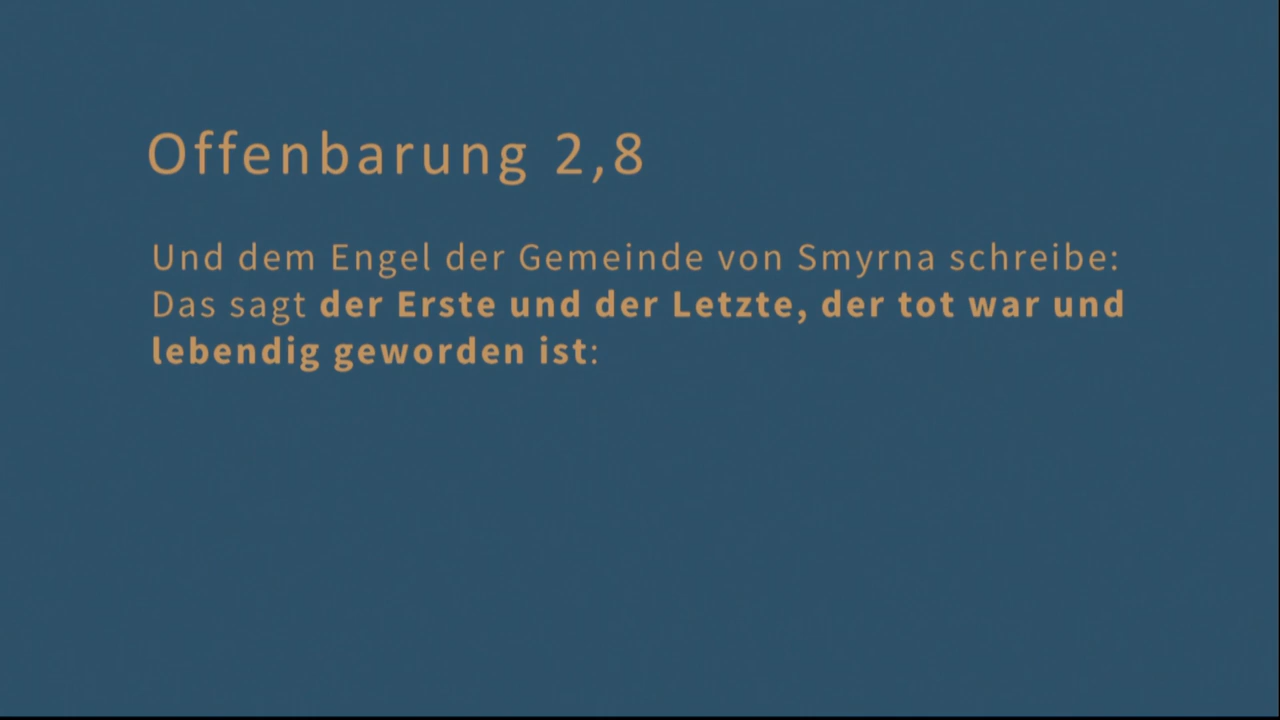 Offenbarung 2,8
Und dem Engel der Gemeinde von Smyrna schreibe:
Das sagt der Erste und der Letzte, der tot war und
lebendig geworden ist: